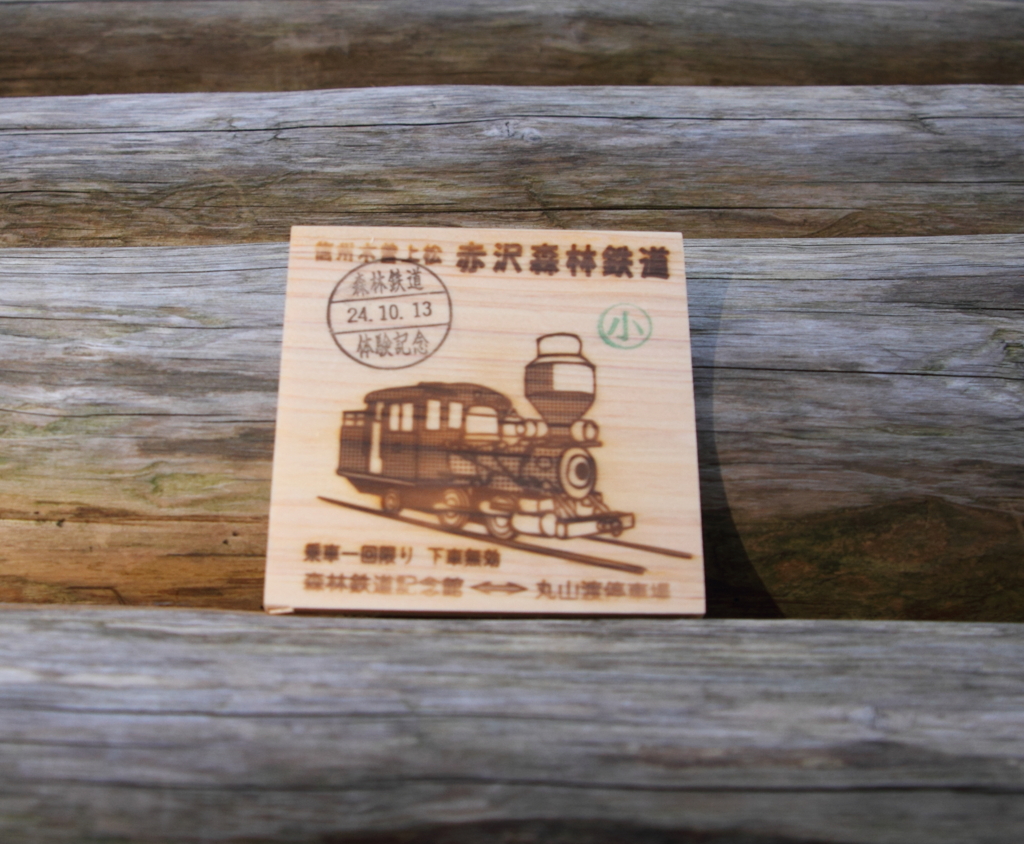 信州木曽上松 赤沢森林鉄道
森林鉄道
24.10.13
体験記念
小
乗車一回限り 下車無効
森林鉄道記念館 ⟷ 丸山渡停車場